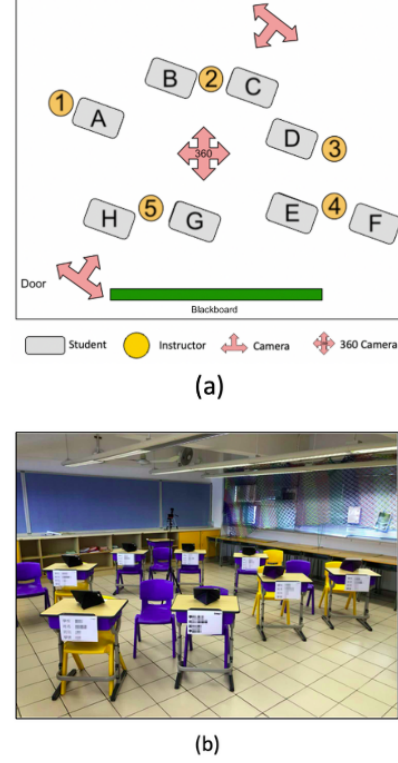 B 2 C
1 A
D 3
360
H 5 G
E 4 F
Door
Blackboard
Student Instructor Camera 360 Camera
(a)
(b)